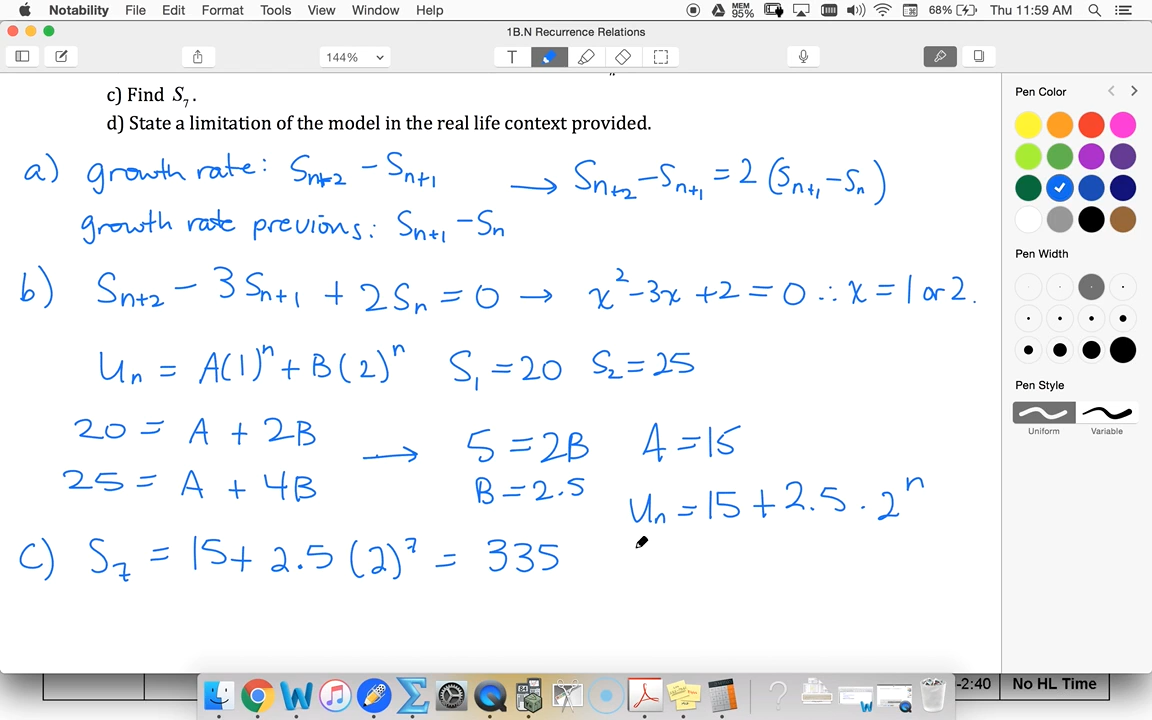 Notability File Edit Format Tools View Window Help MEM 95% 68% Thu 11:59 AM
1B.N Recurrence Relations
144% T
c) Find S₇.
d) State a limitation of the model in the real life context provided.
a) growth rate: Sₙ₊₂ − Sₙ₊₁ → Sₙ₊₂ − Sₙ₊₁ = 2 (Sₙ₊₁ − Sₙ)
growth rate previous: Sₙ₊₁ − Sₙ
b) Sₙ₊₂ − 3Sₙ₊₁ + 2Sₙ = 0 → x² − 3x + 2 = 0 ∴ x = 1 or 2.
Uₙ = A(1)ⁿ + B(2)ⁿ S₁ = 20 S₂ = 25
20 = A + 2B
25 = A + 4B
→ 5 = 2B A = 15
B = 2.5
Uₙ = 15 + 2.5 · 2ⁿ
c) S₇ = 15 + 2.5 (2)⁷ = 335
Pen Color
Pen Width
Pen Style
Uniform Variable
-2:40 No HL Time